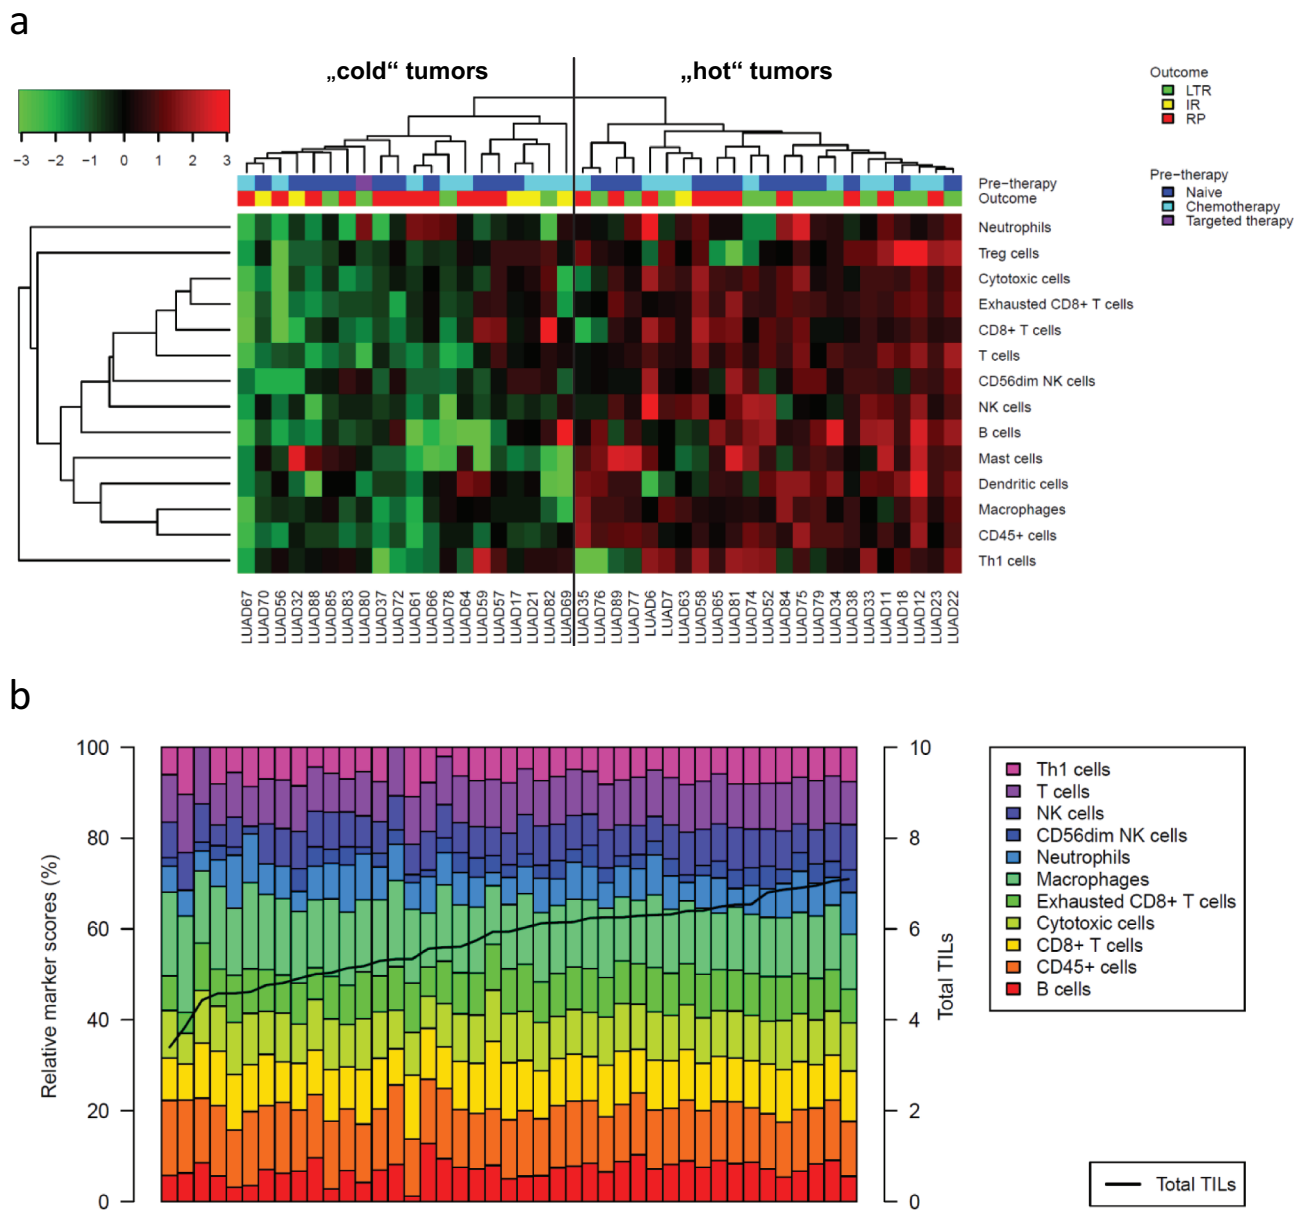 a
„cold“ tumors
„hot“ tumors
−3 −2 −1 0 1 2 3
Outcome
LTR
IR
RP
Pre−therapy
Naive
Chemotherapy
Targeted therapy
Pre−therapy
Outcome
Neutrophils
Treg cells
Cytotoxic cells
Exhausted CD8+ T cells
CD8+ T cells
T cells
CD56dim NK cells
NK cells
B cells
Mast cells
Dendritic cells
Macrophages
CD45+ cells
Th1 cells
LUAD67
LUAD70
LUAD56
LUAD32
LUAD88
LUAD85
LUAD83
LUAD80
LUAD37
LUAD72
LUAD61
LUAD66
LUAD78
LUAD64
LUAD59
LUAD57
LUAD17
LUAD21
LUAD82
LUAD69
LUAD35
LUAD76
LUAD89
LUAD77
LUAD6
LUAD7
LUAD63
LUAD58
LUAD65
LUAD81
LUAD74
LUAD52
LUAD84
LUAD75
LUAD79
LUAD34
LUAD38
LUAD33
LUAD11
LUAD18
LUAD12
LUAD23
LUAD22
b
Relative marker scores (%)
100
80
60
40
20
0
10
8
6
4
2
0
Total TILs
Th1 cells
T cells
NK cells
CD56dim NK cells
Neutrophils
Macrophages
Exhausted CD8+ T cells
Cytotoxic cells
CD8+ T cells
CD45+ cells
B cells
Total TILs